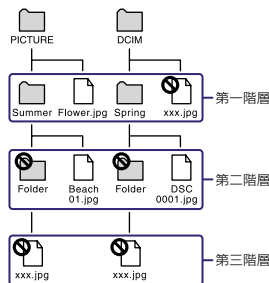 PICTURE DCIM
Summer Flower.jpg Spring xxx.jpg 第一階層
Folder Beach Folder DSC 第二階層
01.jpg 0001.jpg
xxx.jpg xxx.jpg 第三階層